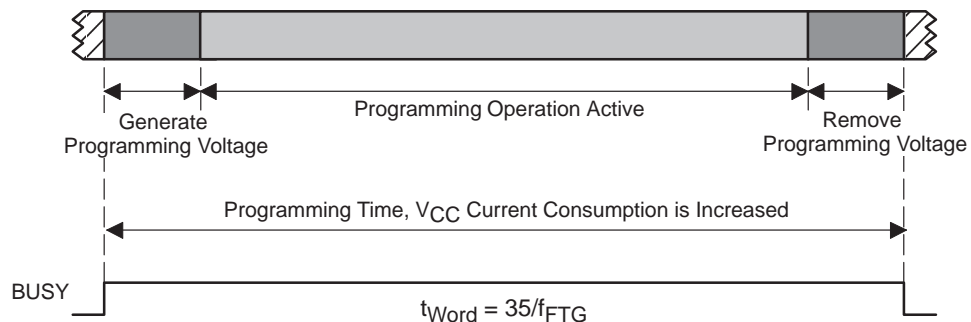 Programming Operation Active
Generate
Programming Voltage
Remove
Programming Voltage
Programming Time, VCC Current Consumption is Increased
BUSY
tWord = 35/fFTG